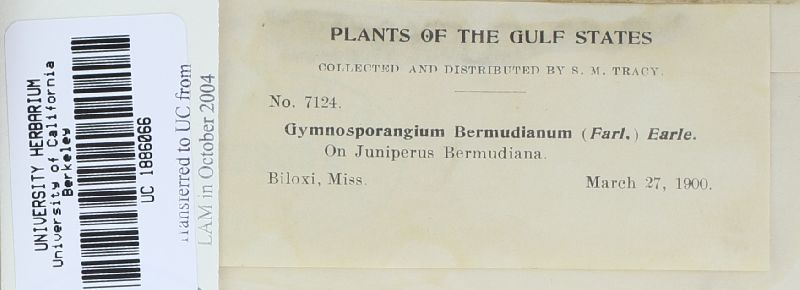 UNIVERSITY HERBARIUM
University of California
Berkeley
UC 1886066
Transferred to UC from
LAM in October 2004
PLANTS OF THE GULF STATES
COLLECTED AND DISTRIBUTED BY S. M. TRACY.
No. 7124.
Gymnosporangium Bermudianum (Farl.) Earle.
On Juniperus Bermudiana.
Biloxi, Miss. March 27, 1900.